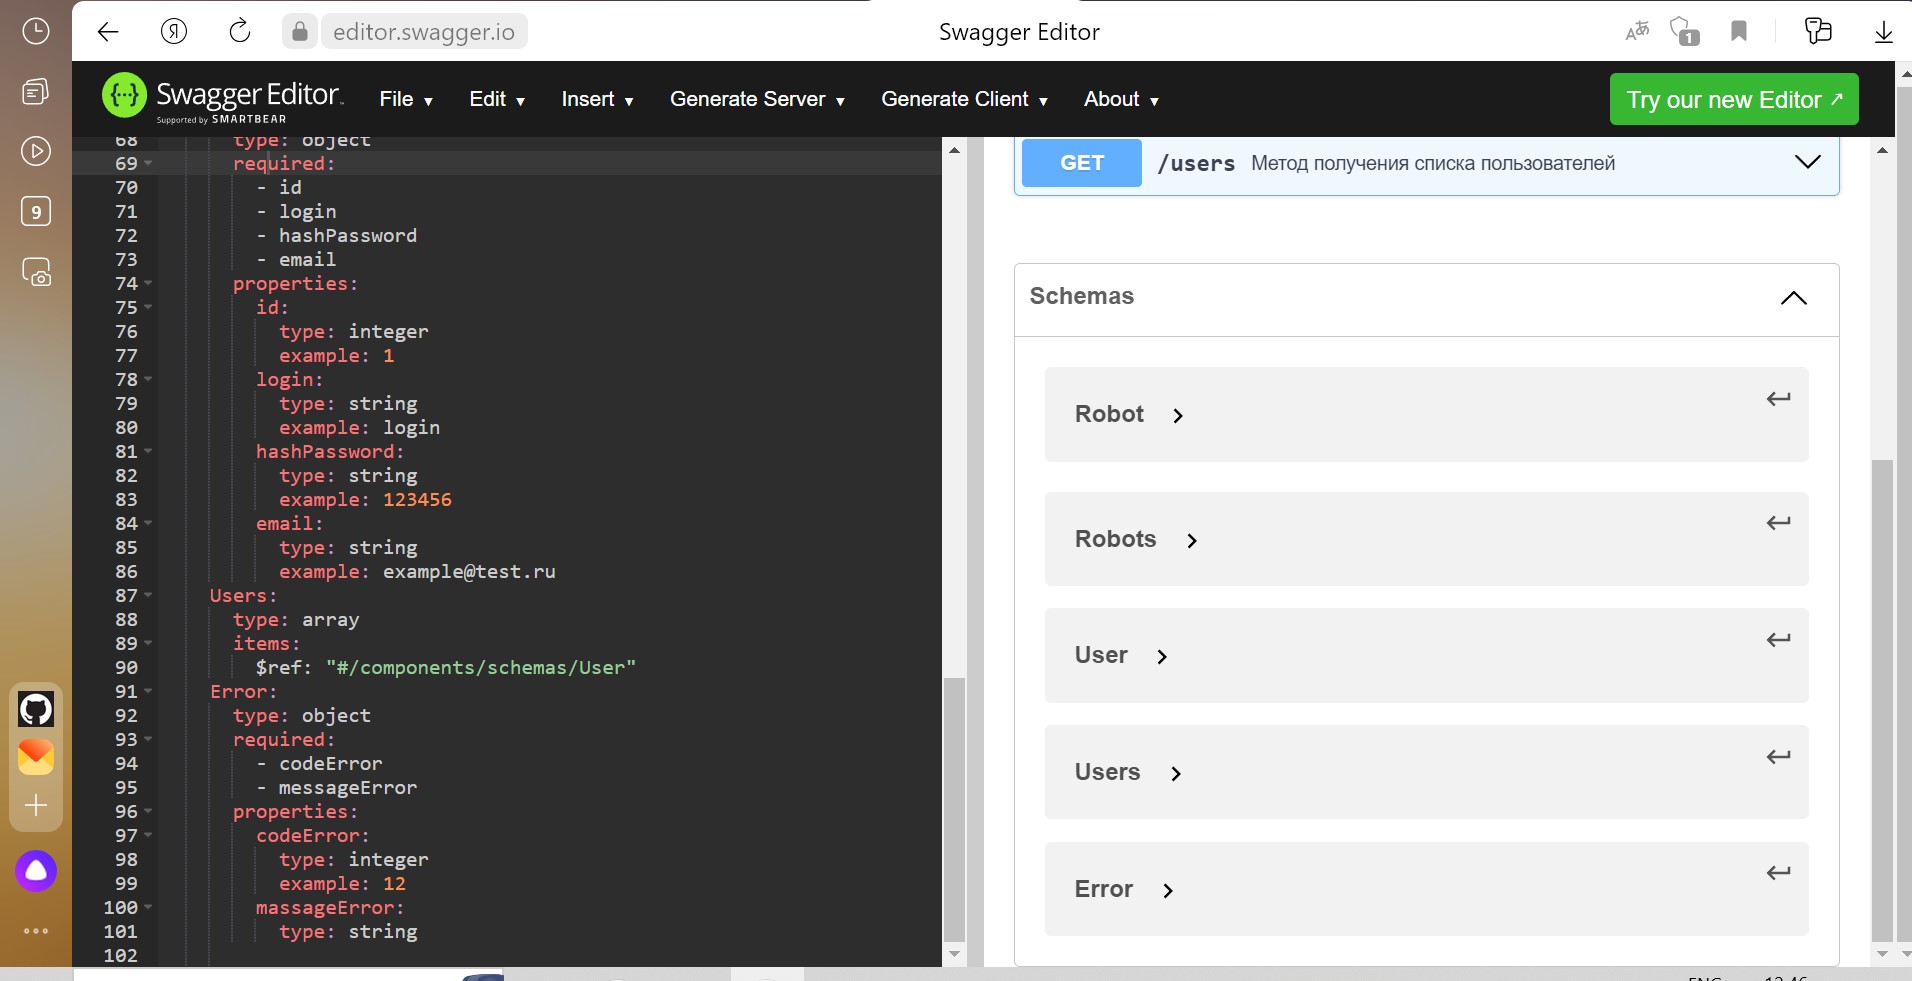 editor.swagger.io
Swagger Editor
1
Swagger Editor
Supported by SMARTBEAR
File
Edit
Insert
Generate Server
Generate Client
About
Try our new Editor
9
68 type: object
69 required:
70 - id
71 - login
72 - hashPassword
73 - email
74 properties:
75 id:
76 type: integer
77 example: 1
78 login:
79 type: string
80 example: login
81 hashPassword:
82 type: string
83 example: 123456
84 email:
85 type: string
86 example: example@test.ru
87 Users:
88 type: array
89 items:
90 $ref: "#/components/schemas/User"
91 Error:
92 type: object
93 required:
94 - codeError
95 - messageError
96 properties:
97 codeError:
98 type: integer
99 example: 12
100 massageError:
101 type: string
102
GET /users Метод получения списка пользователей
Schemas
Robot
Robots
User
Users
Error